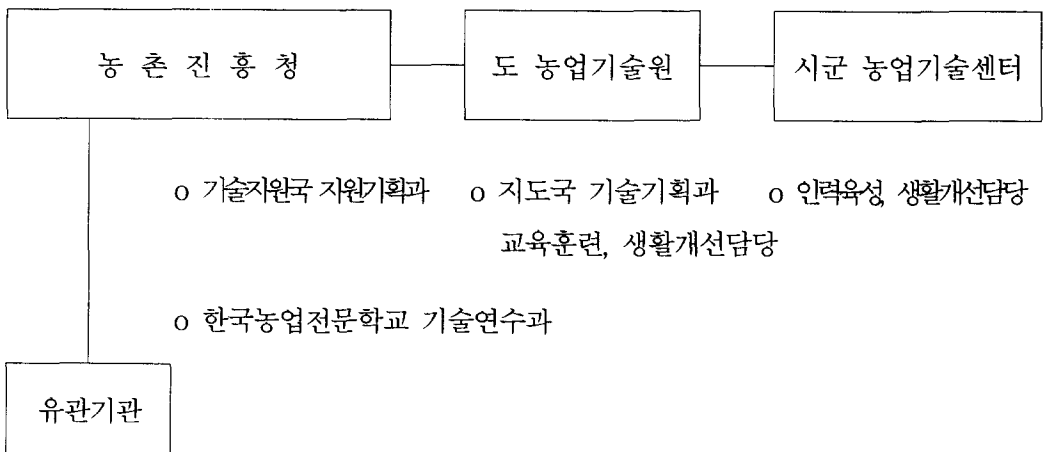 농 촌 진 흥 청
도 농업기술원
시군 농업기술센터
o 기술지원국 지원기획과
o 지도국 기술기획과
교육훈련, 생활개선담당
o 인력육성, 생활개선담당
o 한국농업전문학교 기술연수과
유관기관